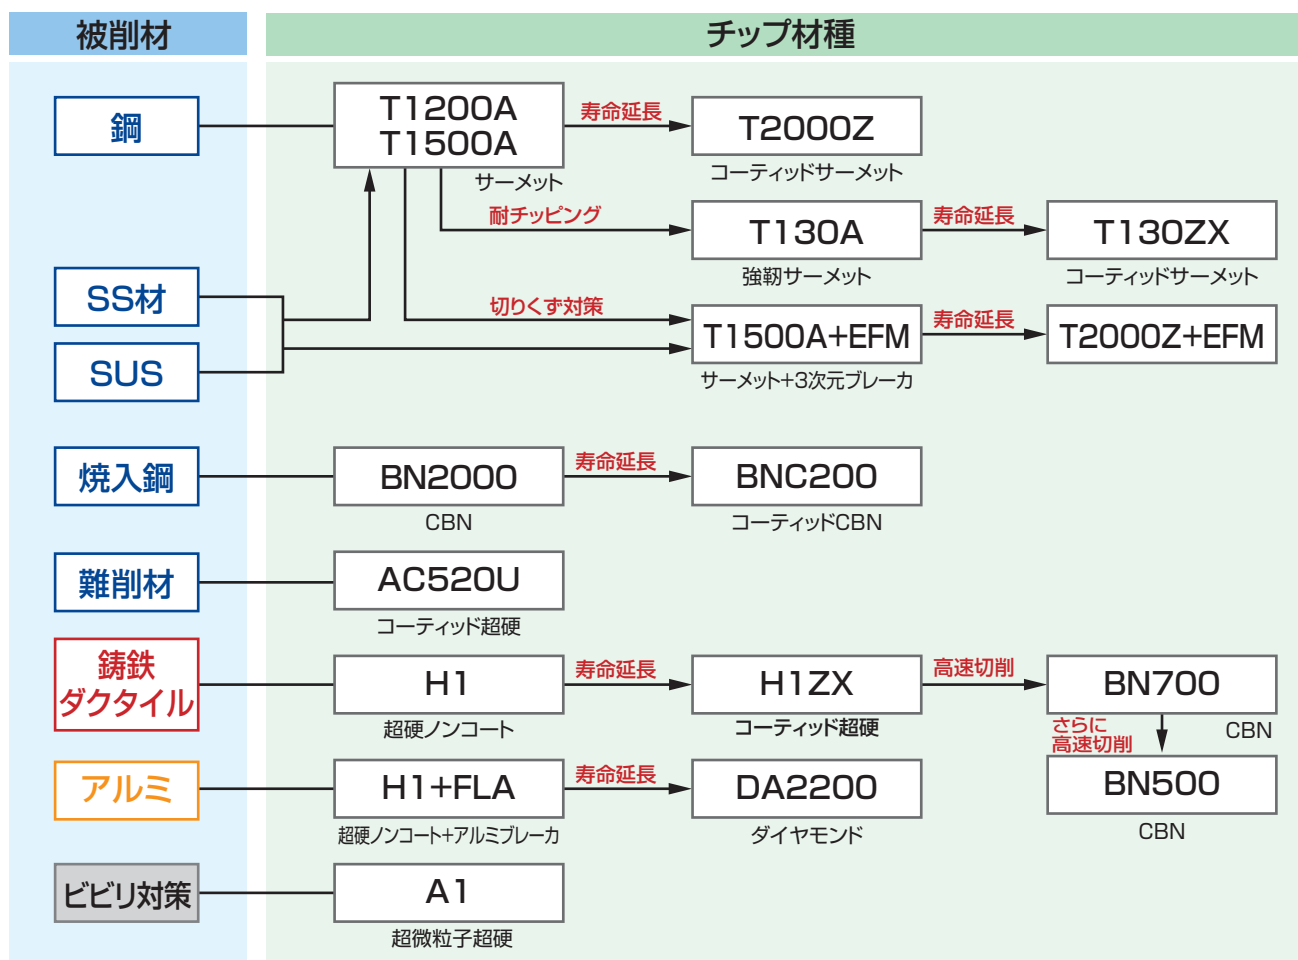 被削材
チップ材種
鋼
T1200A
T1500A
サーメット
寿命延長
T2000Z
コーティッドサーメット
耐チッピング
T130A
強靭サーメット
寿命延長
T130ZX
コーティッドサーメット
SS材
SUS
切りくず対策
T1500A+EFM
サーメット+3次元ブレーカ
寿命延長
T2000Z+EFM
焼入鋼
BN2000
CBN
寿命延長
BNC200
コーティッドCBN
難削材
AC520U
コーティッド超硬
鋳鉄
ダクタイル
H1
超硬ノンコート
寿命延長
H1ZX
コーティッド超硬
高速切削
BN700
CBN
さらに
高速切削
BN500
CBN
アルミ
H1+FLA
超硬ノンコート+アルミブレーカ
寿命延長
DA2200
ダイヤモンド
ビビリ対策
A1
超微粒子超硬